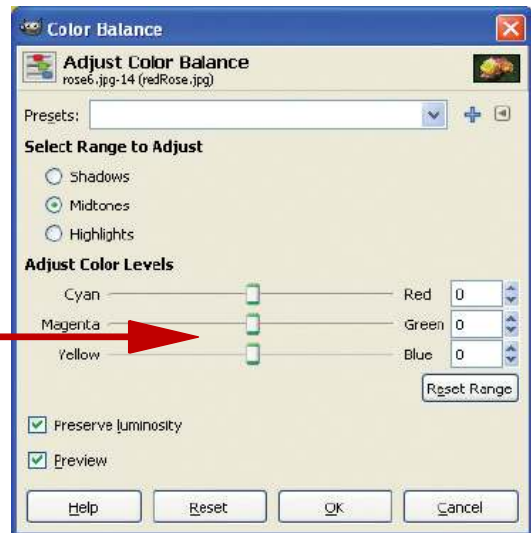 Color Balance
Adjust Color Balance
rose6.jpg-14 (redRose.jpg)
Presets:
Select Range to Adjust
Shadows
Midtones
Highlights
Adjust Color Levels
Cyan Red 0
Magenta Green 0
Yellow Blue 0
Reset Range
Preserve luminosity
Preview
Help Reset OK Cancel